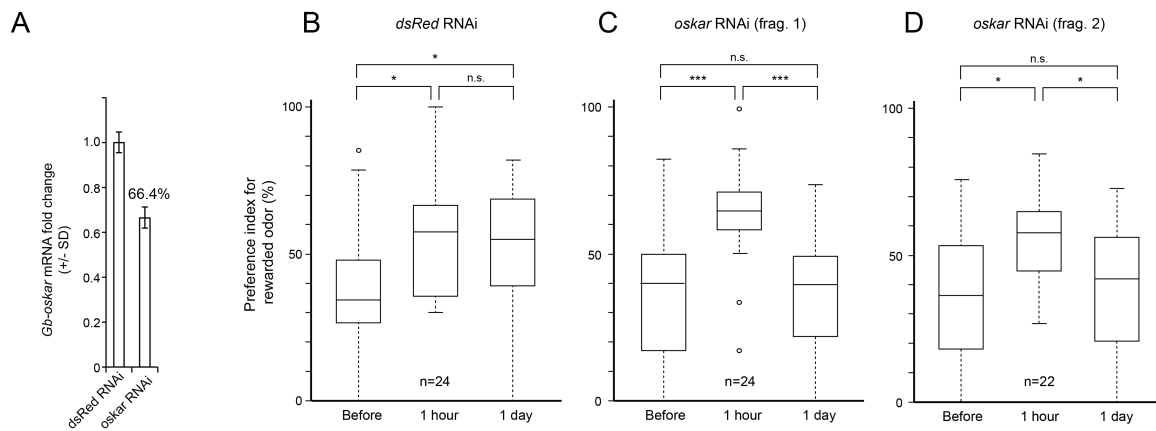 A
B
dsRed RNAi
C
oskar RNAi (frag. 1)
D
oskar RNAi (frag. 2)
Gb-oskar mRNA fold change
(+/- SD)
1.0
0.8
0.6
0.4
0.2
0
66.4%
dsRed RNAi
oskar RNAi
Preference index for
rewarded odor (%)
*
* n.s.
100
50
0
n=24
Before 1 hour 1 day
n.s.
*** ***
100
50
0
n=24
Before 1 hour 1 day
n.s.
* *
100
50
0
n=22
Before 1 hour 1 day